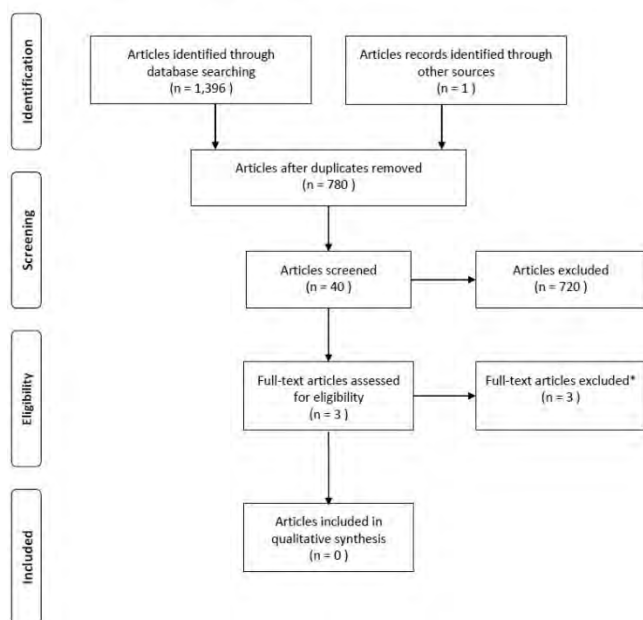 Identification
Articles identified through
database searching
(n = 1,396 )
Articles records identified through
other sources
(n = 1 )
Articles after duplicates removed
(n = 780 )
Screening
Articles screened
(n = 40 )
Articles excluded
(n = 720 )
Eligibility
Full-text articles assessed
for eligibility
(n = 3 )
Full-text articles excluded*
(n = 3 )
Included
Articles included in
qualitative synthesis
(n = 0 )